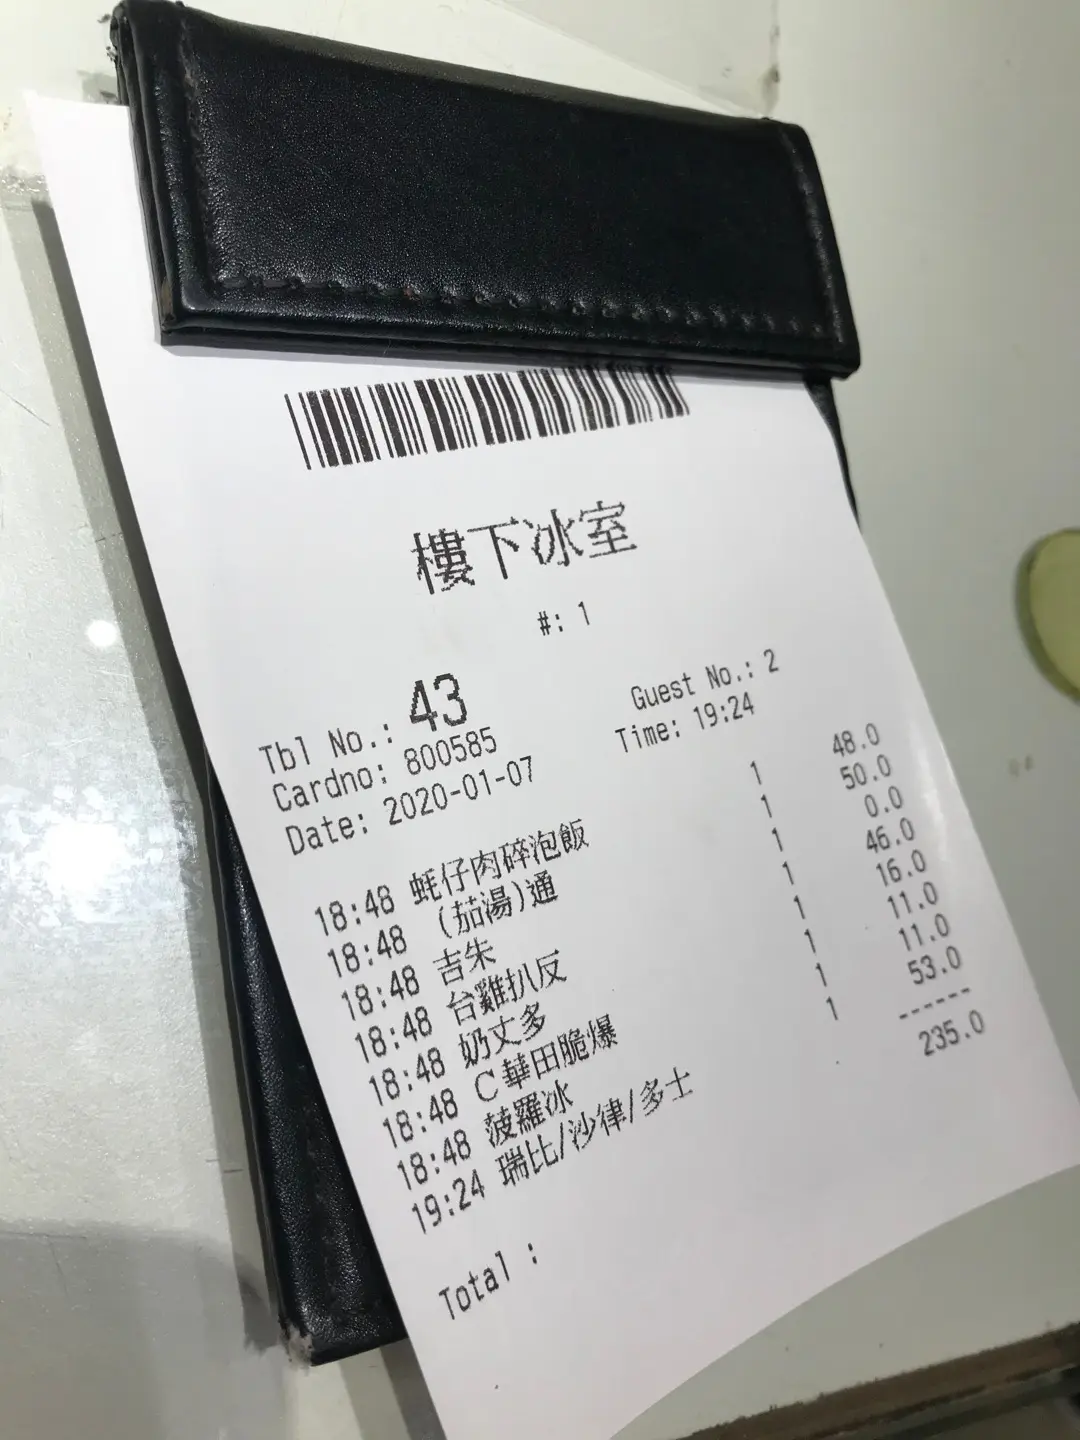 樓下冰室
#: 1
Tbl No.: 43 Guest No.: 2
Cardno: 800585 Time: 19:24
Date: 2020-01-07
18:48 蚝仔肉碎泡飯 1 48.0
18:48 (茄湯)通 1 50.0
18:48 吉朱 1 0.0
18:48 台雞扒反 1 46.0
18:48 奶丈多 1 16.0
18:48 C華田脆爆 1 11.0
18:48 菠羅冰 1 11.0
19:24 瑞比/沙律/多士 1 53.0
------
Total : 235.0